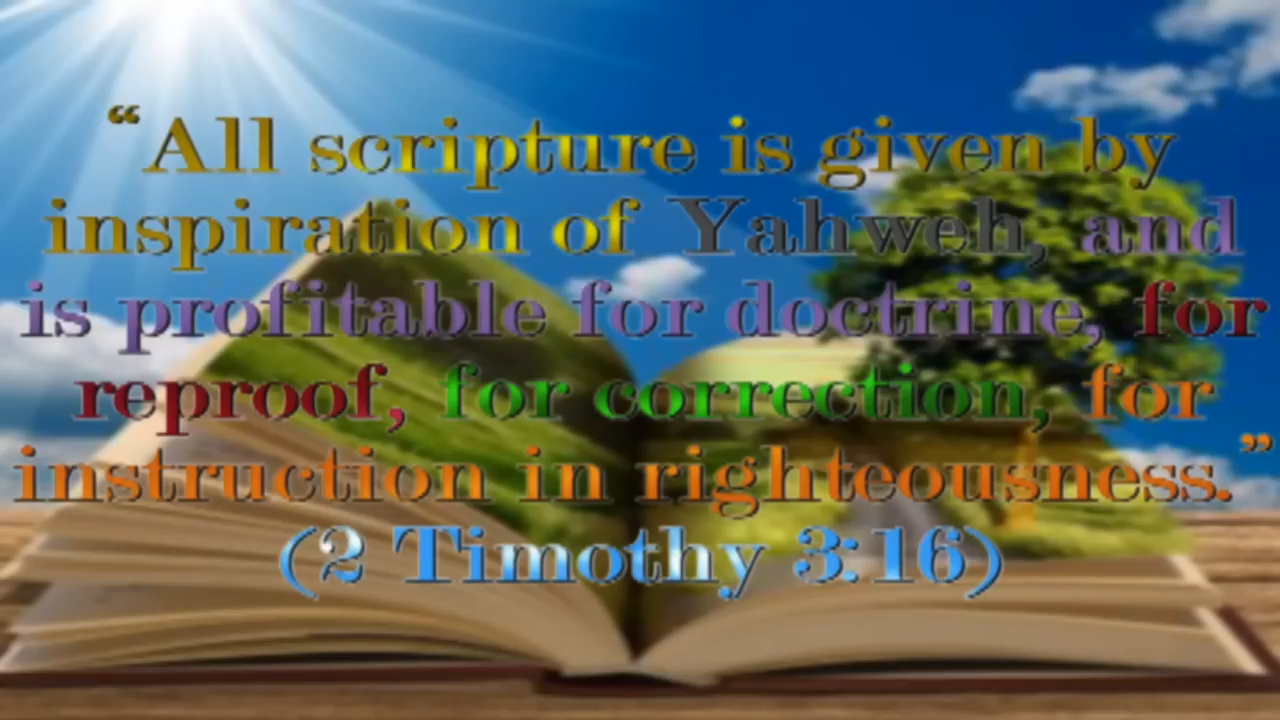 “All scripture is given by
inspiration of Yahweh, and
is profitable for doctrine, for
reproof, for correction, for
instruction in righteousness.”
(2 Timothy 3:16)